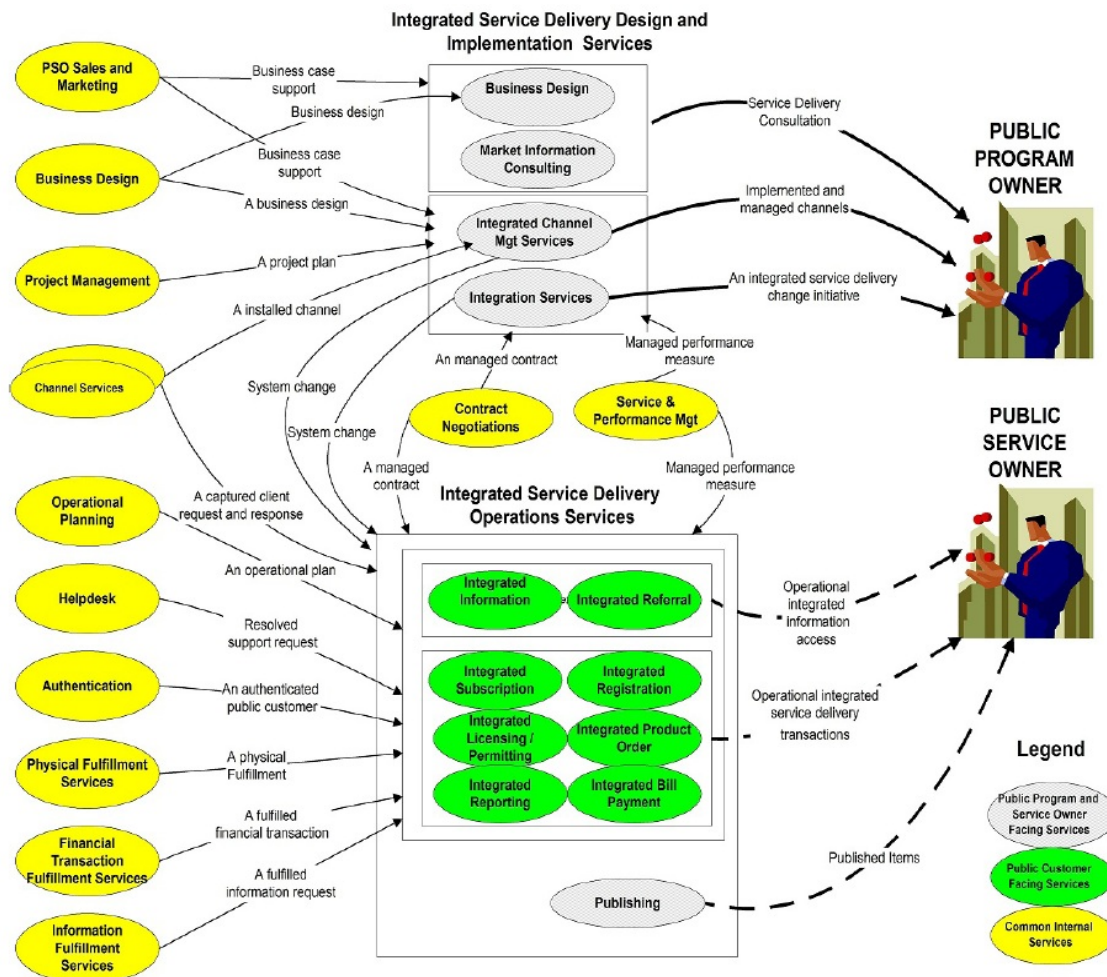 Integrated Service Delivery Design and
Implementation Services
PSO Sales and
Marketing
Business case
support
Business Design
Business design
Service Delivery
Consultation
PUBLIC
PROGRAM
OWNER
Market Information
Consulting
Business Design
Business case
support
A business design
Implemented and
managed channels
Integrated Channel
Mgt Services
Project Management
A project plan
An integrated service delivery
change initiative
Integration Services
A installed channel
Channel Services
An managed contract
Managed performance
measure
System change
Contract
Negotiations
Service &
Performance Mgt
System change
PUBLIC
SERVICE
OWNER
A managed
contract
Managed performance
measure
Operational
Planning
A captured client
request and response
Integrated Service Delivery
Operations Services
An operational plan
Integrated
Information
Integrated Referral
Operational
integrated
information
access
Helpdesk
Resolved
support request
Integrated
Subscription
Integrated
Registration
Authentication
An authenticated
public customer
Operational integrated
service delivery
transactions
Integrated
Licensing /
Permitting
Integrated Product
Order
Physical Fulfillment
Services
A physical
Fulfillment
Integrated
Reporting
Integrated Bill
Payment
Legend
Public Program and
Service Owner
Facing Services
A fulfilled
financial transaction
Financial
Transaction
Fulfillment Services
Published Items
Public Customer
Facing Services
A fulfilled
information request
Publishing
Information
Fulfillment
Services
Common Internal
Services